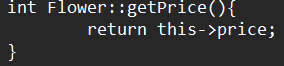 int Flower::getPrice(){
        return this->price;
}